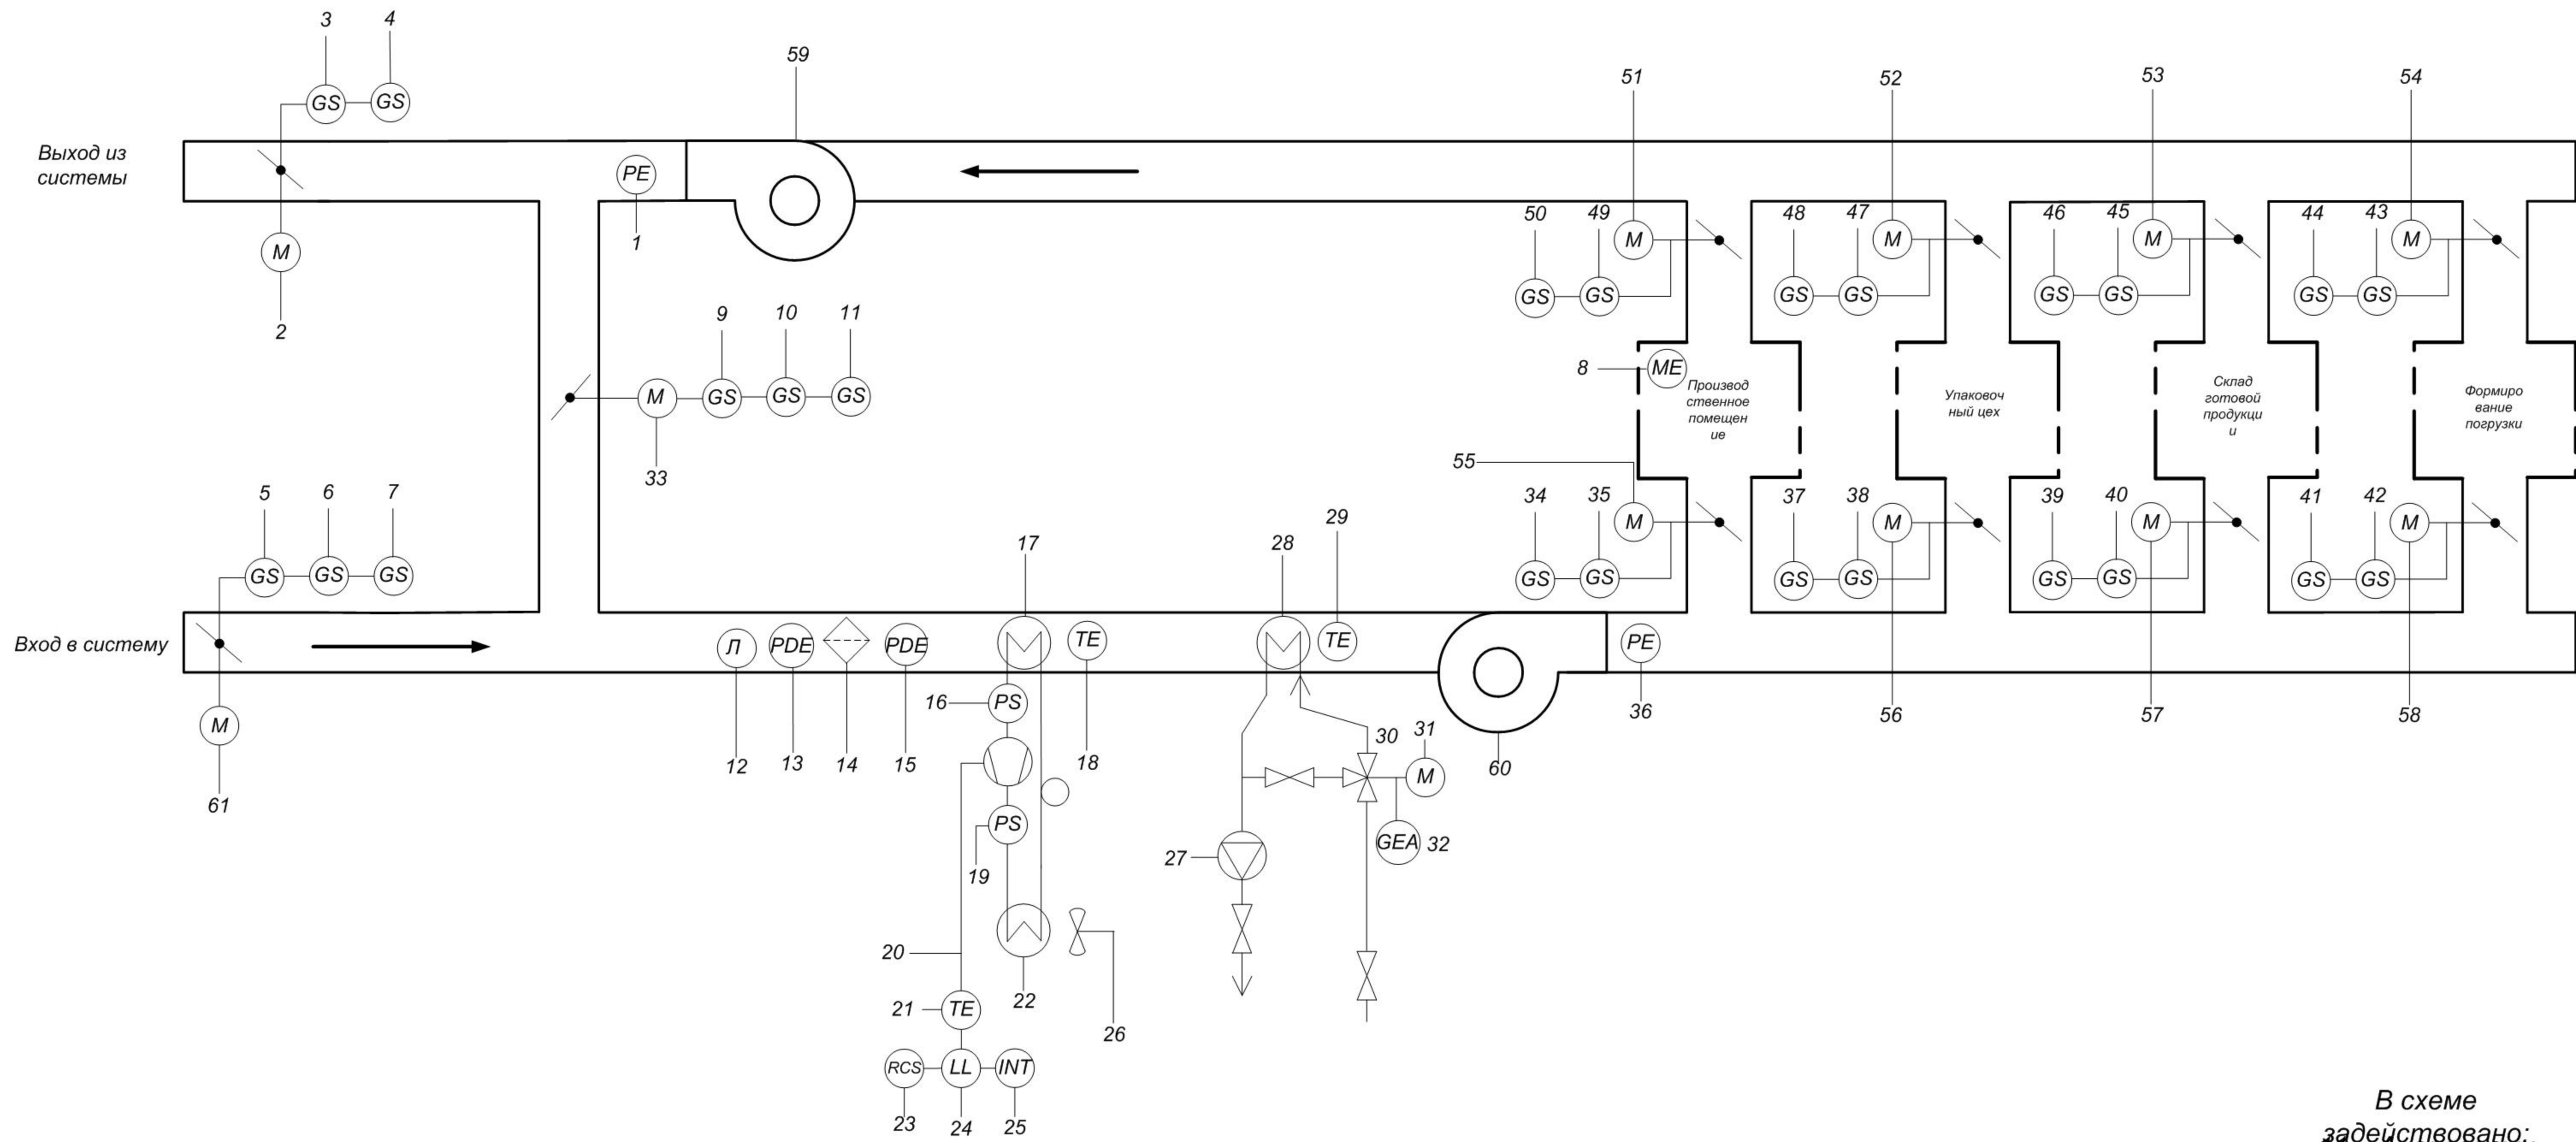 3 4
59
51 52 53 54
GS GS
Выход из
системы
PE
1
M
2
50 49 48 47 46 45 44 43
M M M M
GS GS GS GS GS GS GS GS
9 10 11
M GS GS GS
33
8 ME
Производ
ственное
помещен
ие
Упаковоч
ный цех
Склад
готовой
продукци
и
Формиро
вание
погрузки
55
5 6 7
GS GS GS
34 35 37 38 39 40 41 42
M M M M
GS GS GS GS GS GS GS GS
17 28 29
Вход в систему
Л PDE PDE TE TE PE
16 PS
M
61
12 13 14 15 18
30 31
M
60
36 56 57 58
PS
19
GEA 32
27
20
22
26
21 TE
RCS LL INT
23 24 25
В схеме
задействовано: